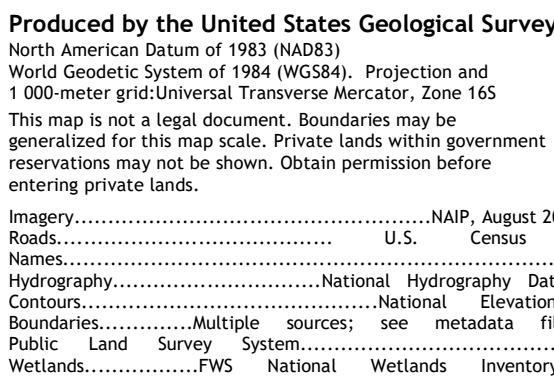 Produced by the United States Geological Survey
North American Datum of 1983 (NAD83)
World Geodetic System of 1984 (WGS84). Projection and
1 000-meter grid:Universal Transverse Mercator, Zone 16S
This map is not a legal document. Boundaries may be
generalized for this map scale. Private lands within government
reservations may not be shown. Obtain permission before
entering private lands.
Imagery.................................................NAIP, August
Roads...................................... U.S. Census
Names....................................................................
Hydrography................................National Hydrography
Contours.........................................National Elevation
Boundaries..............Multiple sources; see metadata
Public Land Survey System...................................
Wetlands.................FWS National Wetlands Inventory